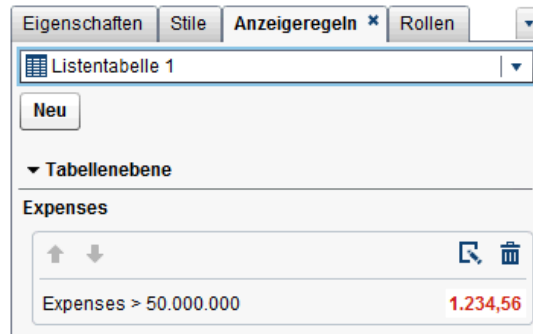 Eigenschaften Stile Anzeigeregeln Rollen
Listentabelle 1
Neu
Tabellenebene
Expenses
Expenses > 50.000.000 1.234,56